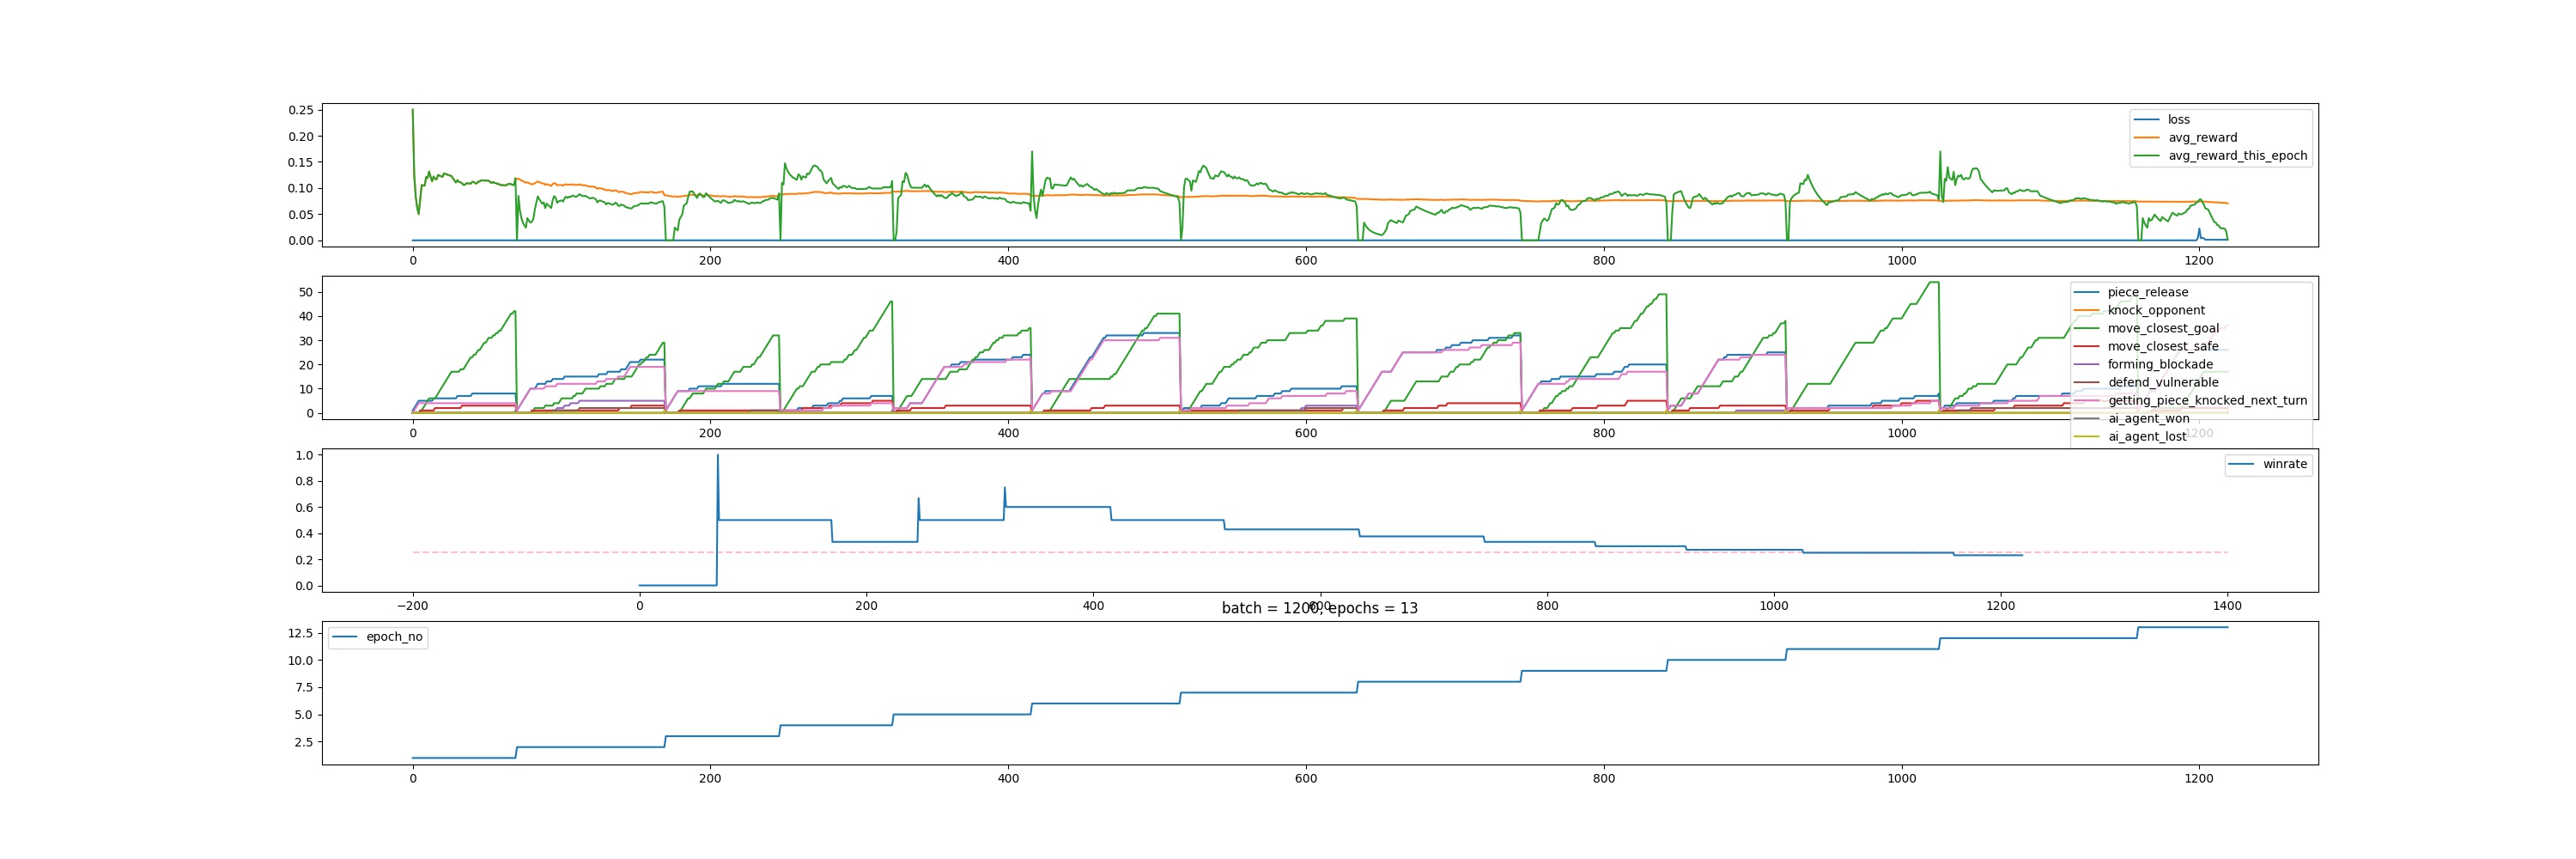 0.25
0.20
0.15
0.10
0.05
0.00
loss
avg_reward
avg_reward_this_epoch
0 200 400 600 800 1000 1200
50
40
30
20
10
0
piece_release
knock_opponent
move_closest_goal
move_closest_safe
forming_blockade
defend_vulnerable
getting_piece_knocked_next_turn
ai_agent_won
ai_agent_lost
0 200 400 600 800 1000 1200
1.0
0.8
0.6
0.4
0.2
0.0
winrate
−200 0 200 400 600 800 1000 1200 1400
batch = 1200, epochs = 13
12.5
10.0
7.5
5.0
2.5
epoch_no
0 200 400 600 800 1000 1200